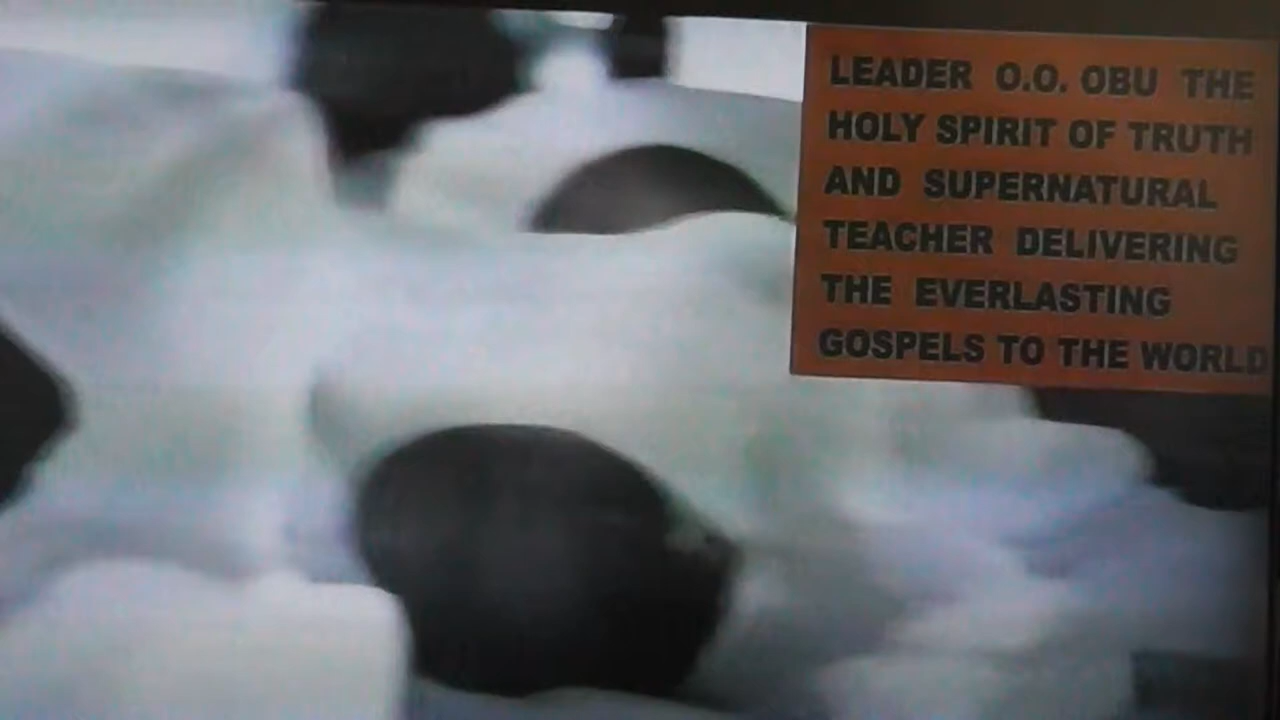 LEADER O.O. OBU THE
HOLY SPIRIT OF TRUTH
AND SUPERNATURAL
TEACHER DELIVERING
THE EVERLASTING
GOSPELS TO THE WORLD